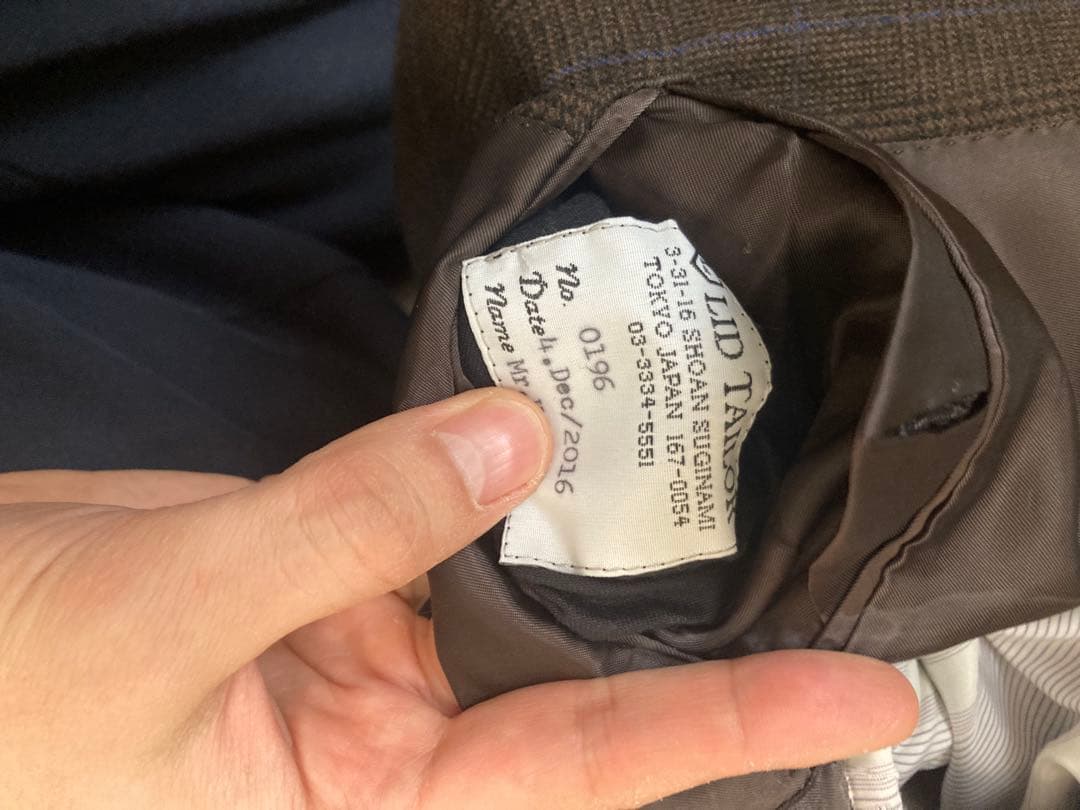 LID TAILOR
3-31-16 SHOAN SUGINAMI
TOKYO JAPAN 167-0054
03-3334-5551
No. 0196
Date 4.Dec/2016
Name Mr.